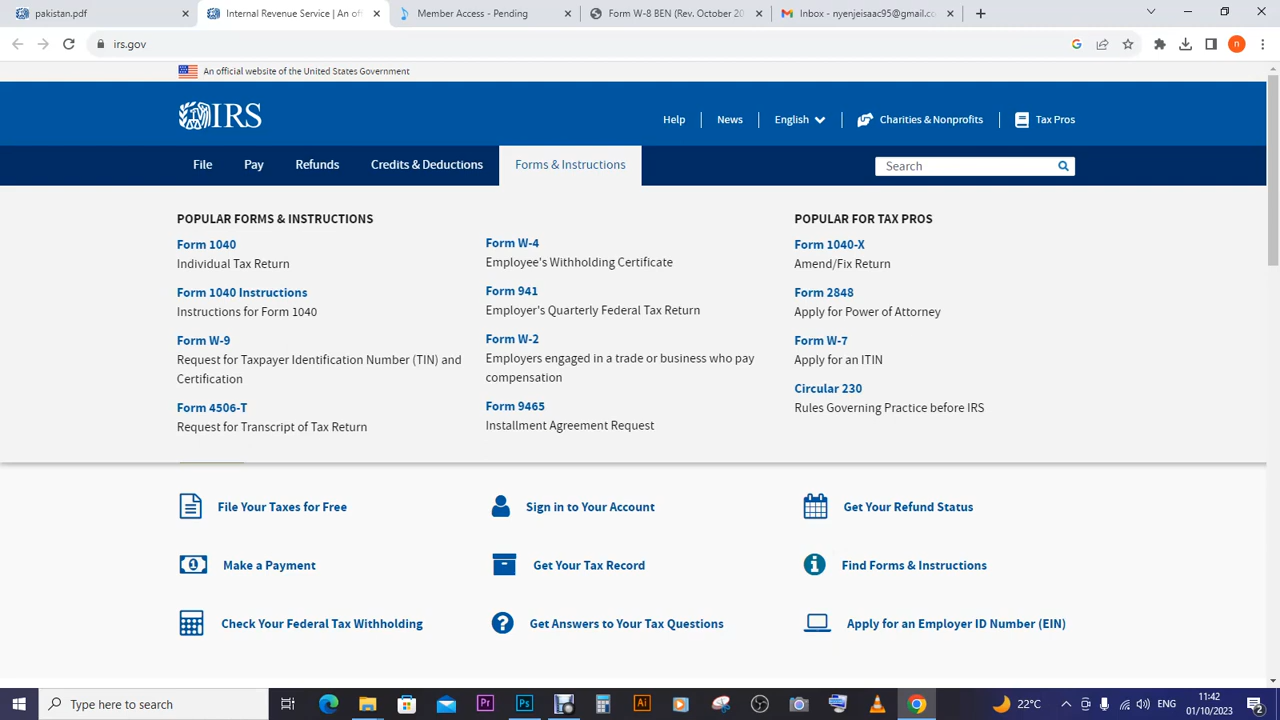 pakistan.pdf
Internal Revenue Service | An of
Member Access - Pending
Form W-8 BEN (Rev. October 20
Inbox - nyenjeisaac95@gmail.co
irs.gov
n
An official website of the United States Government
IRS
Help
News
English
Charities & Nonprofits
Tax Pros
File
Pay
Refunds
Credits & Deductions
Forms & Instructions
Search
POPULAR FORMS & INSTRUCTIONS
Form 1040
Individual Tax Return
Form 1040 Instructions
Instructions for Form 1040
Form W-9
Request for Taxpayer Identification Number (TIN) and
Certification
Form 4506-T
Request for Transcript of Tax Return
Form W-4
Employee's Withholding Certificate
Form 941
Employer's Quarterly Federal Tax Return
Form W-2
Employers engaged in a trade or business who pay
compensation
Form 9465
Installment Agreement Request
POPULAR FOR TAX PROS
Form 1040-X
Amend/Fix Return
Form 2848
Apply for Power of Attorney
Form W-7
Apply for an ITIN
Circular 230
Rules Governing Practice before IRS
File Your Taxes for Free
Sign in to Your Account
Get Your Refund Status
Make a Payment
Get Your Tax Record
Find Forms & Instructions
Check Your Federal Tax Withholding
Get Answers to Your Tax Questions
Apply for an Employer ID Number (EIN)
Type here to search
Pr
Ps
Ai
22°C
ENG
11:42
01/10/2023
2